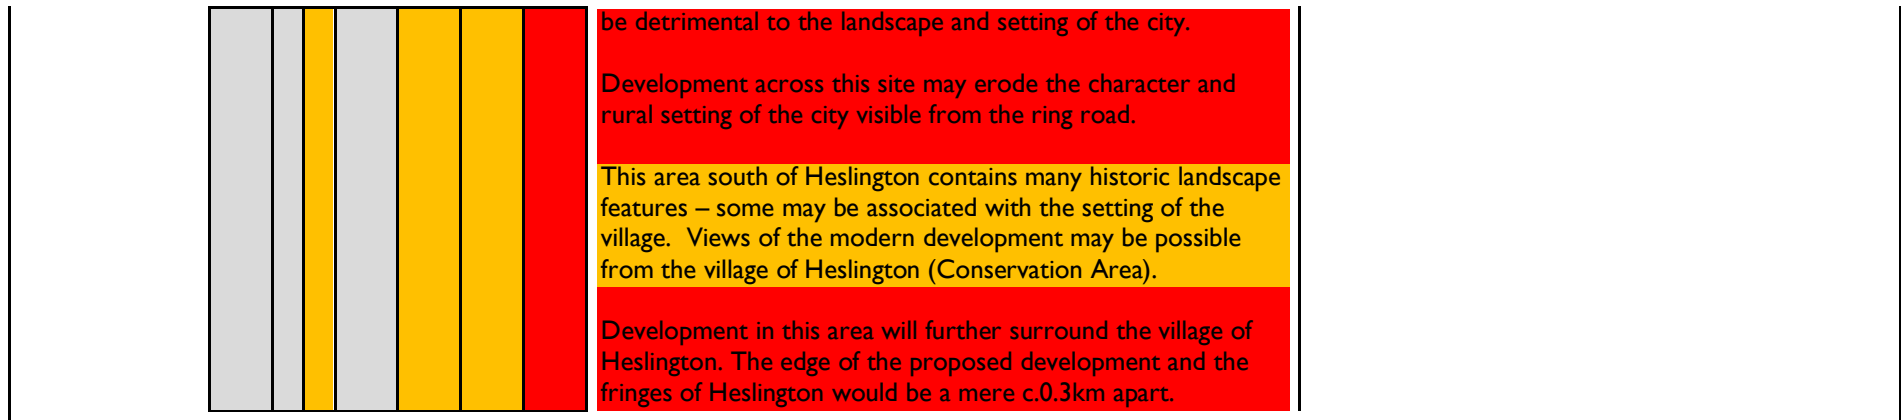 be detrimental to the landscape and setting of the city.
Development across this site may erode the character and
rural setting of the city visible from the ring road.
This area south of Heslington contains many historic landscape
features – some may be associated with the setting of the
village.  Views of the modern development may be possible
from the village of Heslington (Conservation Area).
Development in this area will further surround the village of
Heslington. The edge of the proposed development and the
fringes of Heslington would be a mere c.0.3km apart.